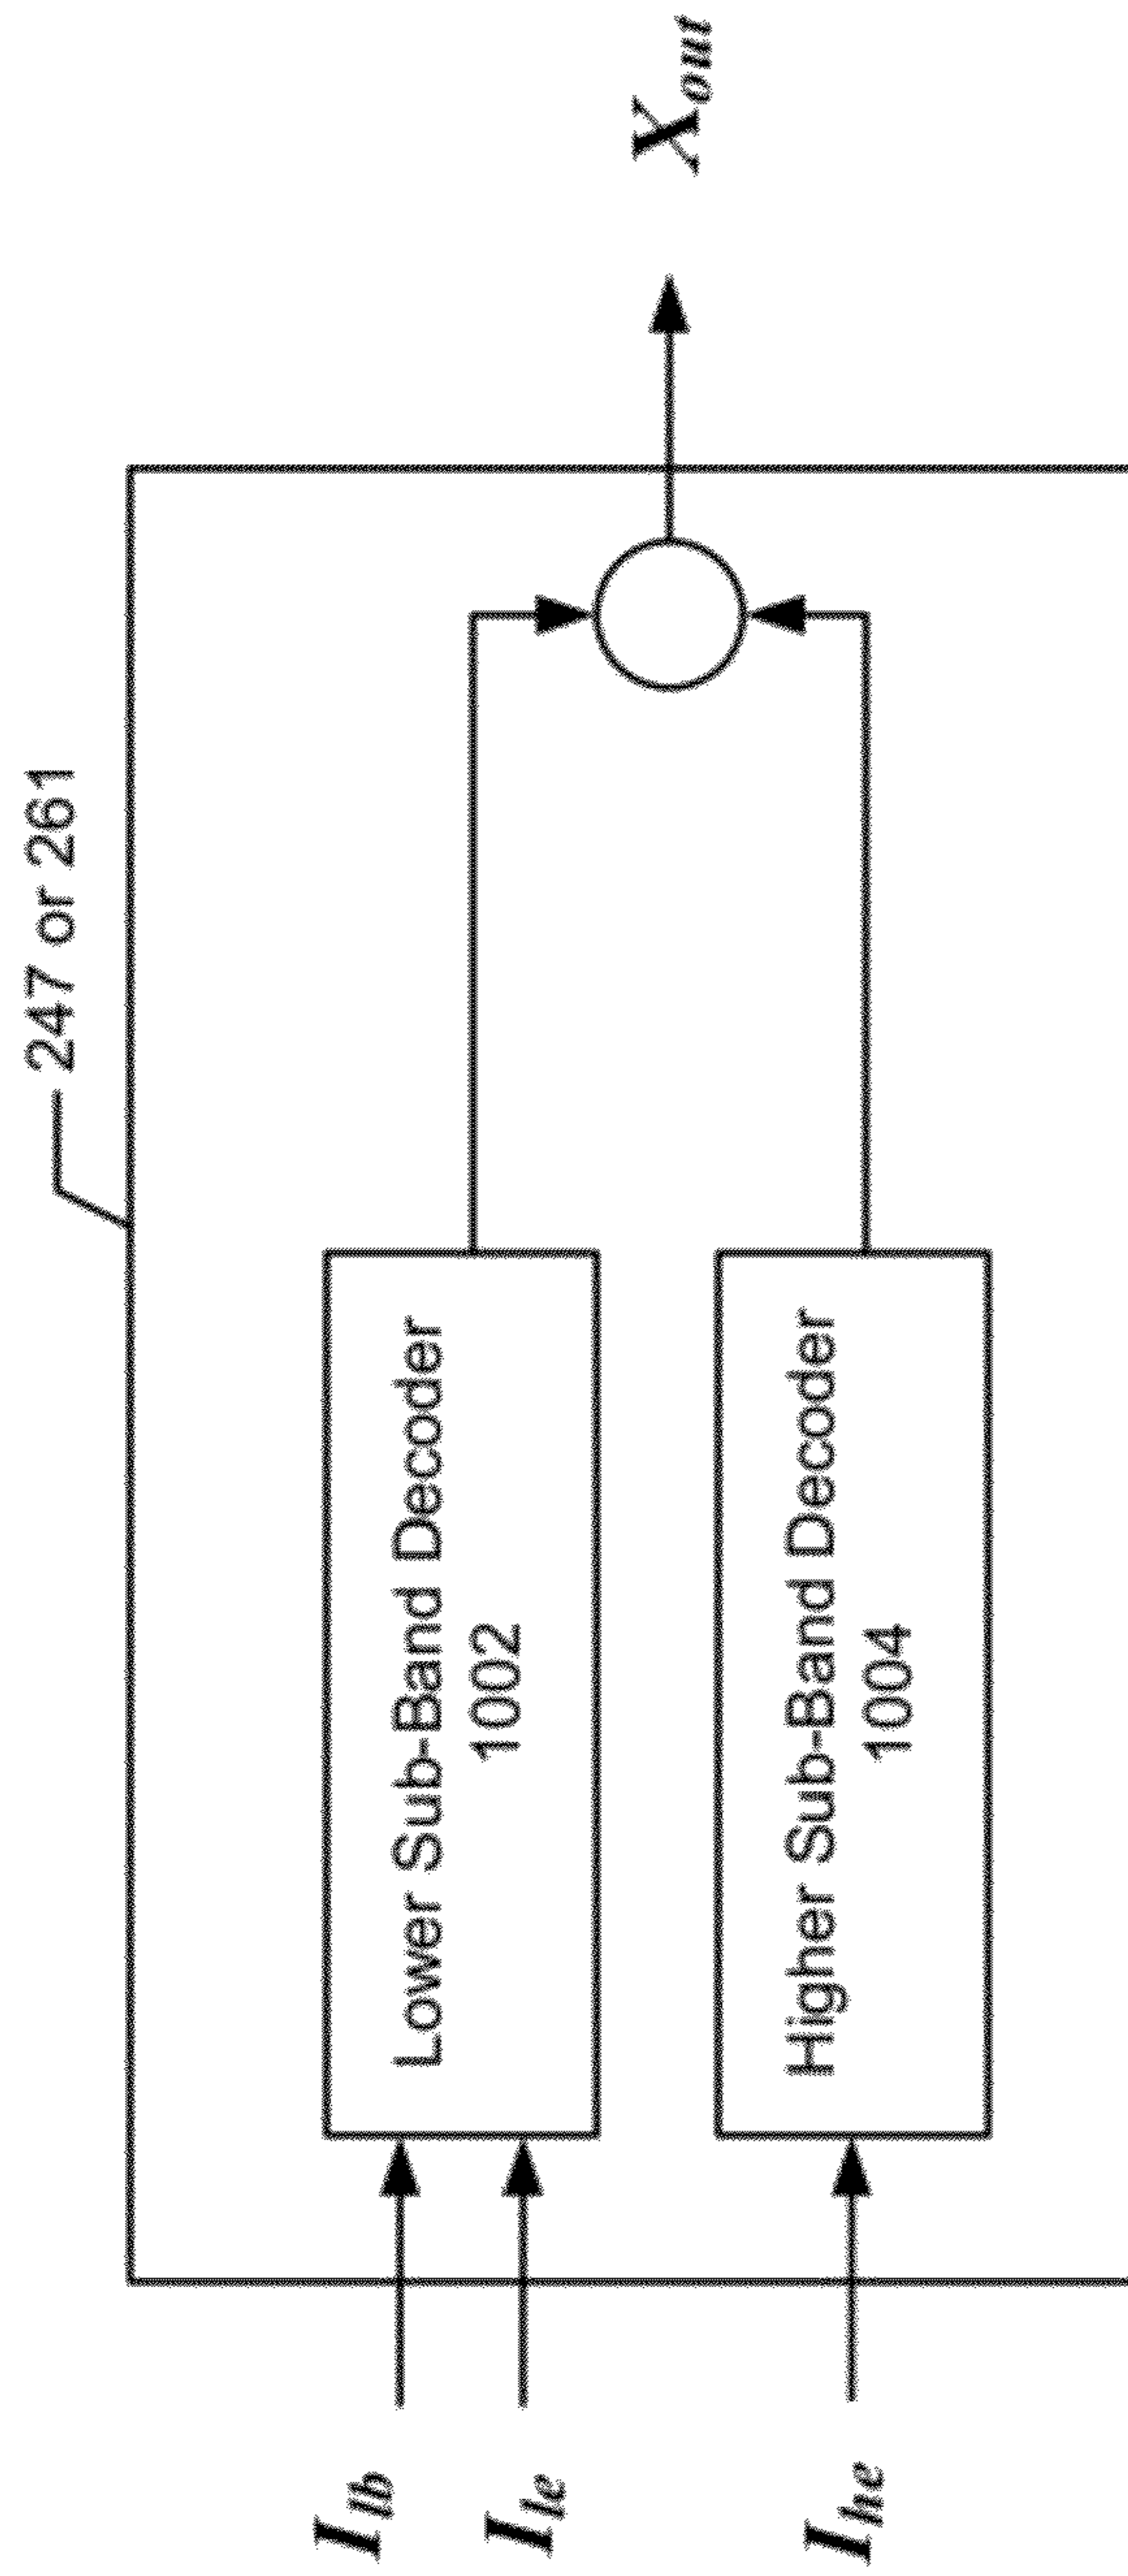 247 or 261
I_lb
I_le
Lower Sub-Band Decoder
1002
I_he
Higher Sub-Band Decoder
1004
X_out